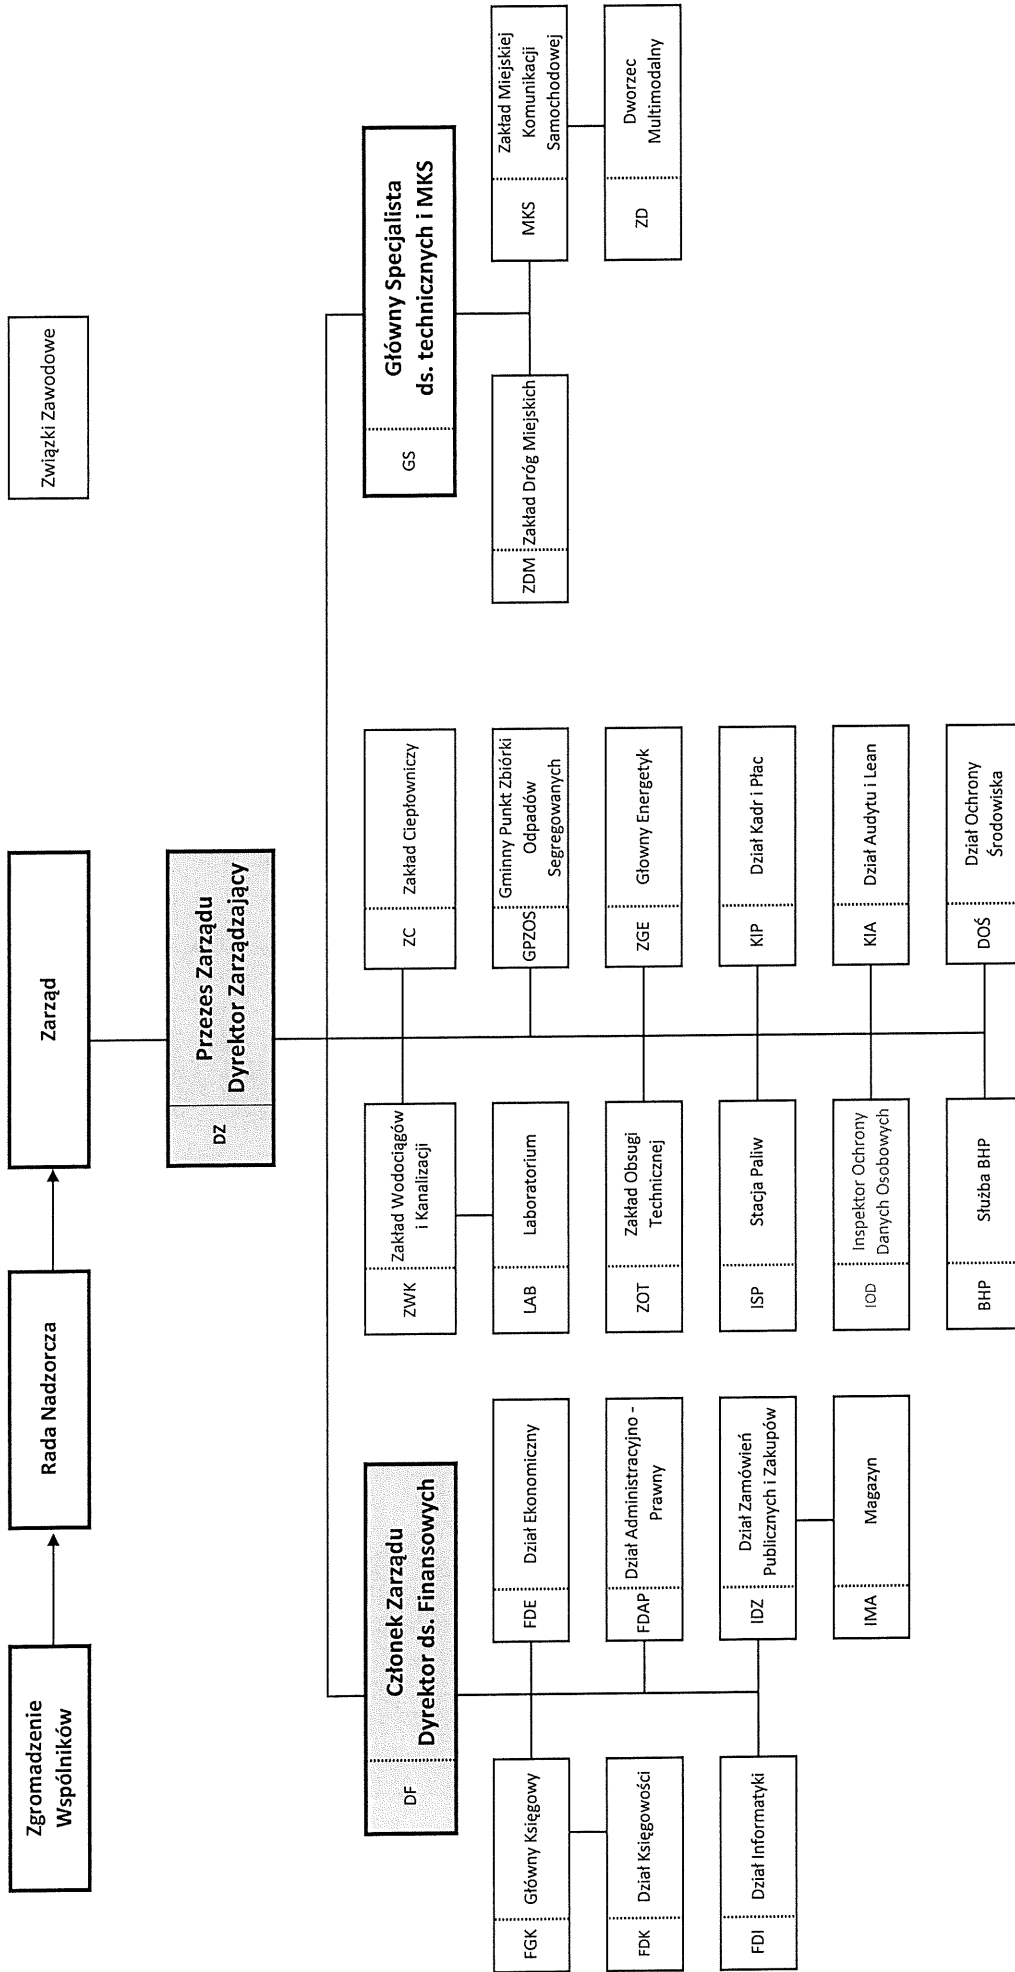 Zgromadzenie
Wspólników
Rada Nadzorcza
Zarząd
Związki Zawodowe
DZ
Przezes Zarządu
Dyrektor Zarządzający
DF
Członek Zarządu
Dyrektor ds. Finansowych
GS
Główny Specjalista
ds. technicznych i MKS
FGK
Główny Księgowy
FDK
Dział Księgowości
FDI
Dział Informatyki
FDE
Dział Ekonomiczny
FDAP
Dział Administracyjno -
Prawny
IDZ
Dział Zamówień
Publicznych i Zakupów
IMA
Magazyn
ZWK
Zakład Wodociągów
i Kanalizacji
LAB
Laboratorium
ZOT
Zakład Obsugi
Technicznej
ISP
Stacja Paliw
IOD
Inspektor Ochrony
Danych Osobowych
BHP
Służba BHP
ZC
Zakład Ciepłowniczy
GPZOS
Gminny Punkt Zbiórki
Odpadów
Segregowanych
ZGE
Głowny Energetyk
KIP
Dział Kadr i Płac
KIA
Dział Audytu i Lean
DOŚ
Dział Ochrony
Środowiska
ZDM
Zakład Dróg Miejskich
MKS
Zakład Miejskiej
Komunikacji
Samochodowej
ZD
Dworzec
Multimodalny